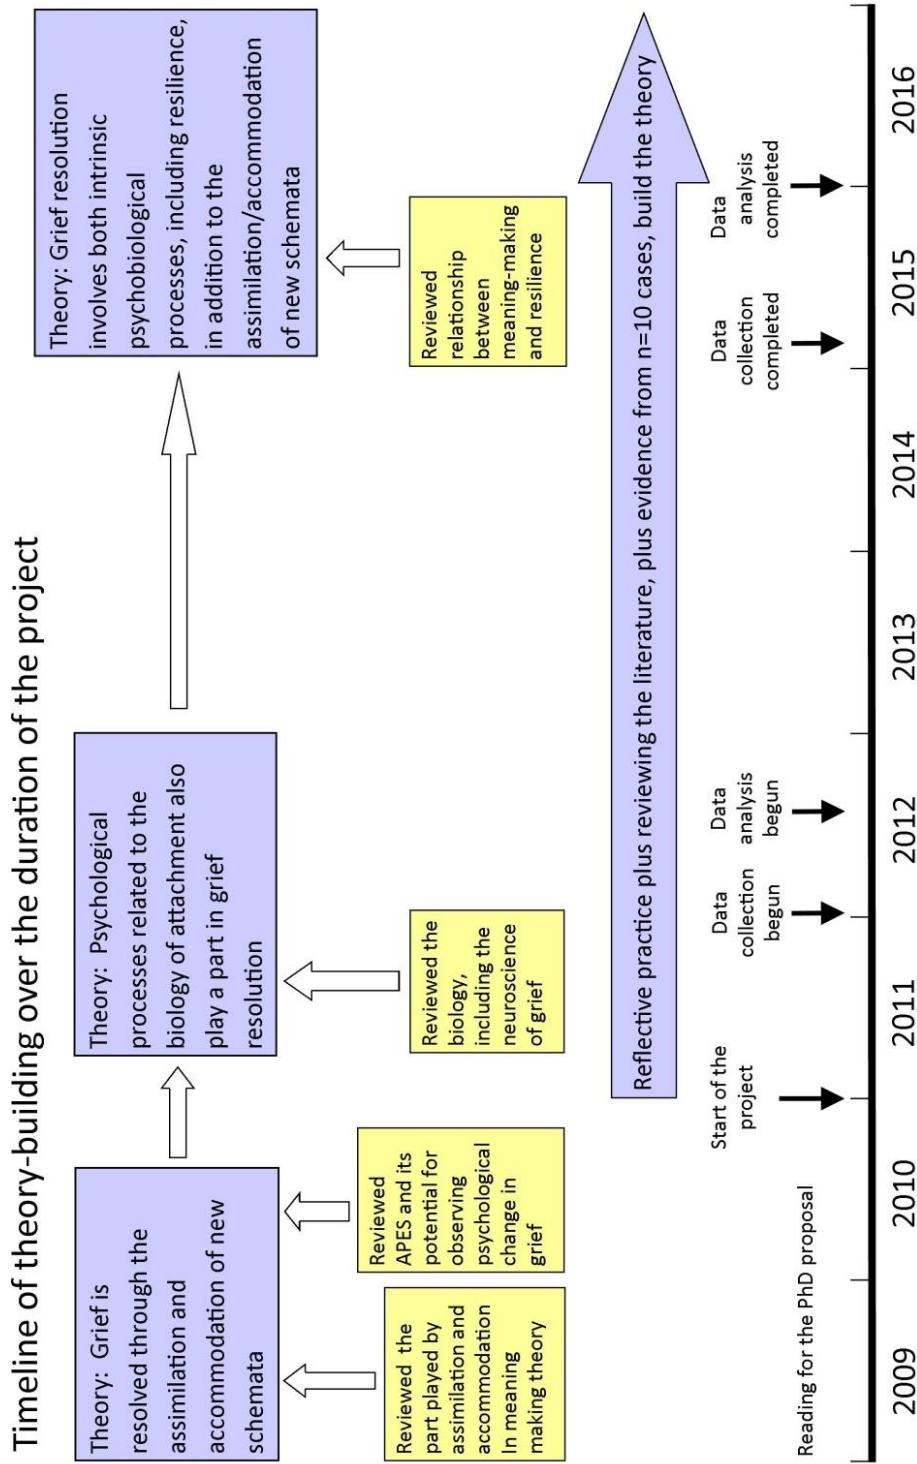 Timeline of theory-building over the duration of the project
Theory:  Grief is
resolved through the
assimilation and
accommodation of new
schemata
Theory:  Psychological
processes related to the
biology of attachment also
play a part in grief
resolution
Theory: Grief resolution
involves both intrinsic
psychobiological
processes, including resilience,
in addition to the
assimilation/accommodation
of new schemata
Reviewed  the
part played by
assimilation and
accommodation
In meaning
making theory
Reviewed
APES and its
potential for
observing
psychological
change in
grief
Reviewed the
biology,
including the
neuroscience
of grief
Reviewed
relationship
between
meaning-making
and resilience
Reflective practice plus reviewing the literature, plus evidence from n=10 cases, build the theory
Reading for the PhD proposal
Start of the
project
Data
collection
begun
Data
analysis
begun
Data
collection
completed
Data
analysis
completed
2009
2010
2011
2012
2013
2014
2015
2016